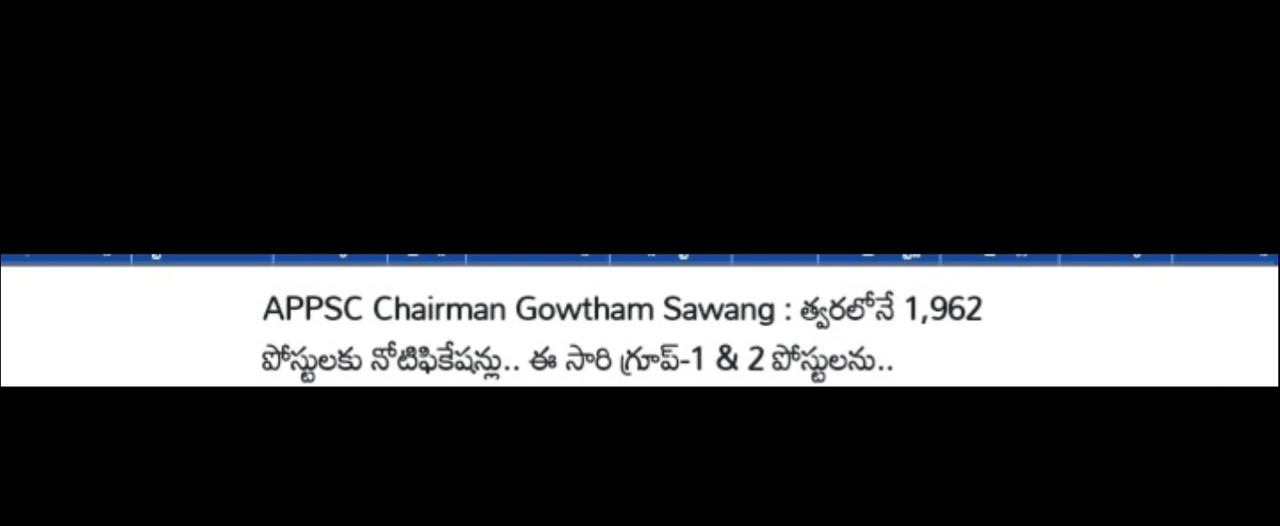 APPSC Chairman Gowtham Sawang : త్వరలోనే 1,962
పోస్టులకు నోటిఫికేషన్లు.. ఈ సారి గ్రూప్-1 & 2 పోస్టులను..